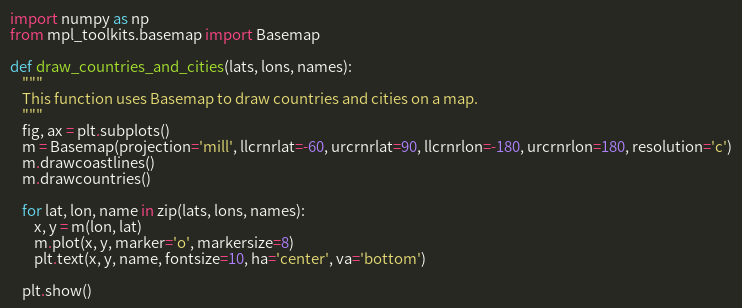 import numpy as np
from mpl_toolkits.basemap import Basemap

def draw_countries_and_cities(lats, lons, names):
    """
    This function uses Basemap to draw countries and cities on a map.
    """
    fig, ax = plt.subplots()
    m = Basemap(projection='mill', llcrnrlat=-60, urcrnrlat=90, llcrnrlon=-180, urcrnrlon=180, resolution='c')
    m.drawcoastlines()
    m.drawcountries()

    for lat, lon, name in zip(lats, lons, names):
        x, y = m(lon, lat)
        m.plot(x, y, marker='o', markersize=8)
        plt.text(x, y, name, fontsize=10, ha='center', va='bottom')

    plt.show()